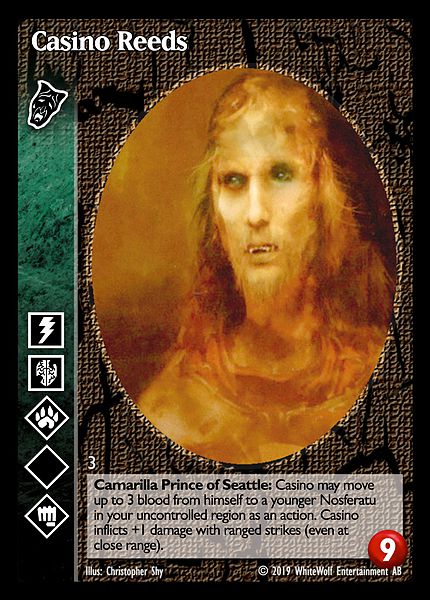 Casino Reeds
3
Camarilla Prince of Seattle: Casino may move
up to 3 blood from himself to a younger Nosferatu
in your uncontrolled region as an action. Casino
inflicts +1 damage with ranged strikes (even at
close range).
9
Illus: Christopher Shy
© 2019 WhiteWolf Entertainment AB